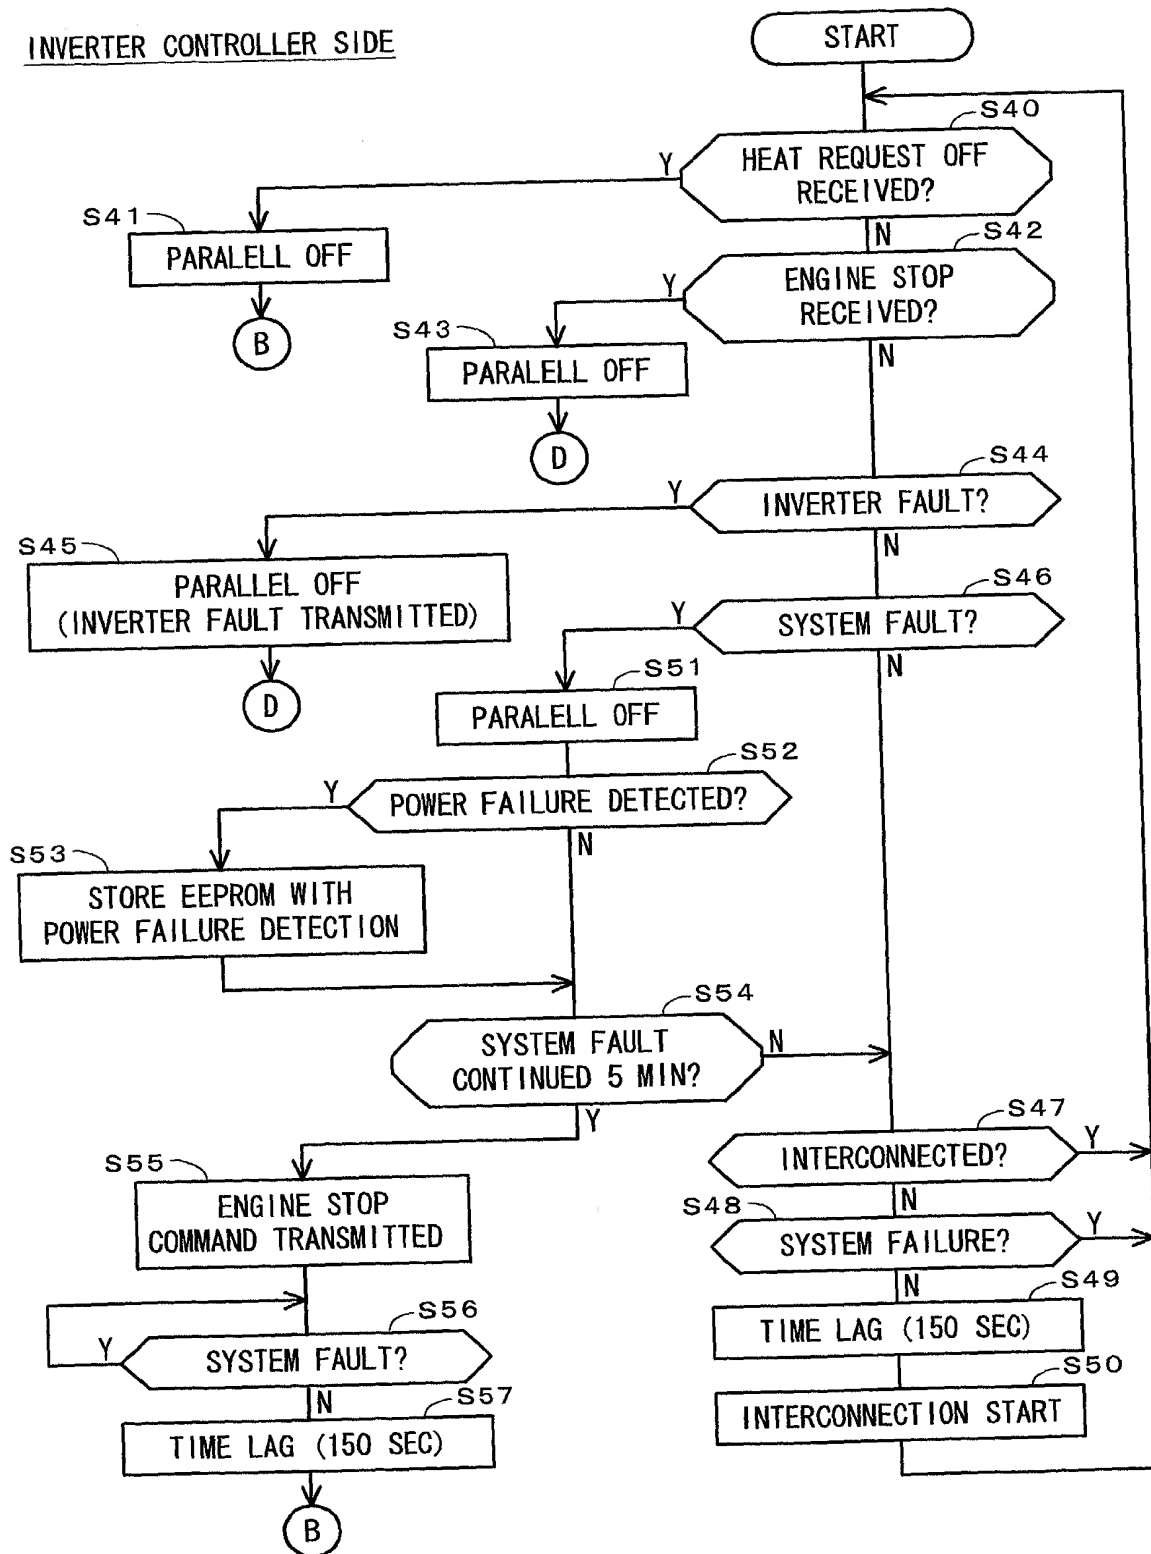 INVERTER CONTROLLER SIDE
START
S40
HEAT REQUEST OFF
RECEIVED?
Y
N
S41
PARALELL OFF
B
S42
ENGINE STOP
RECEIVED?
Y
N
S43
PARALELL OFF
D
S44
INVERTER FAULT?
Y
N
S45
PARALLEL OFF
(INVERTER FAULT TRANSMITTED)
D
S46
SYSTEM FAULT?
Y
N
S51
PARALELL OFF
S52
POWER FAILURE DETECTED?
Y
N
S53
STORE EEPROM WITH
POWER FAILURE DETECTION
S54
SYSTEM FAULT
CONTINUED 5 MIN?
N
Y
S47
INTERCONNECTED?
Y
N
S55
ENGINE STOP
COMMAND TRANSMITTED
S48
SYSTEM FAILURE?
Y
N
S49
TIME LAG (150 SEC)
S56
SYSTEM FAULT?
Y
N
S50
INTERCONNECTION START
S57
TIME LAG (150 SEC)
B